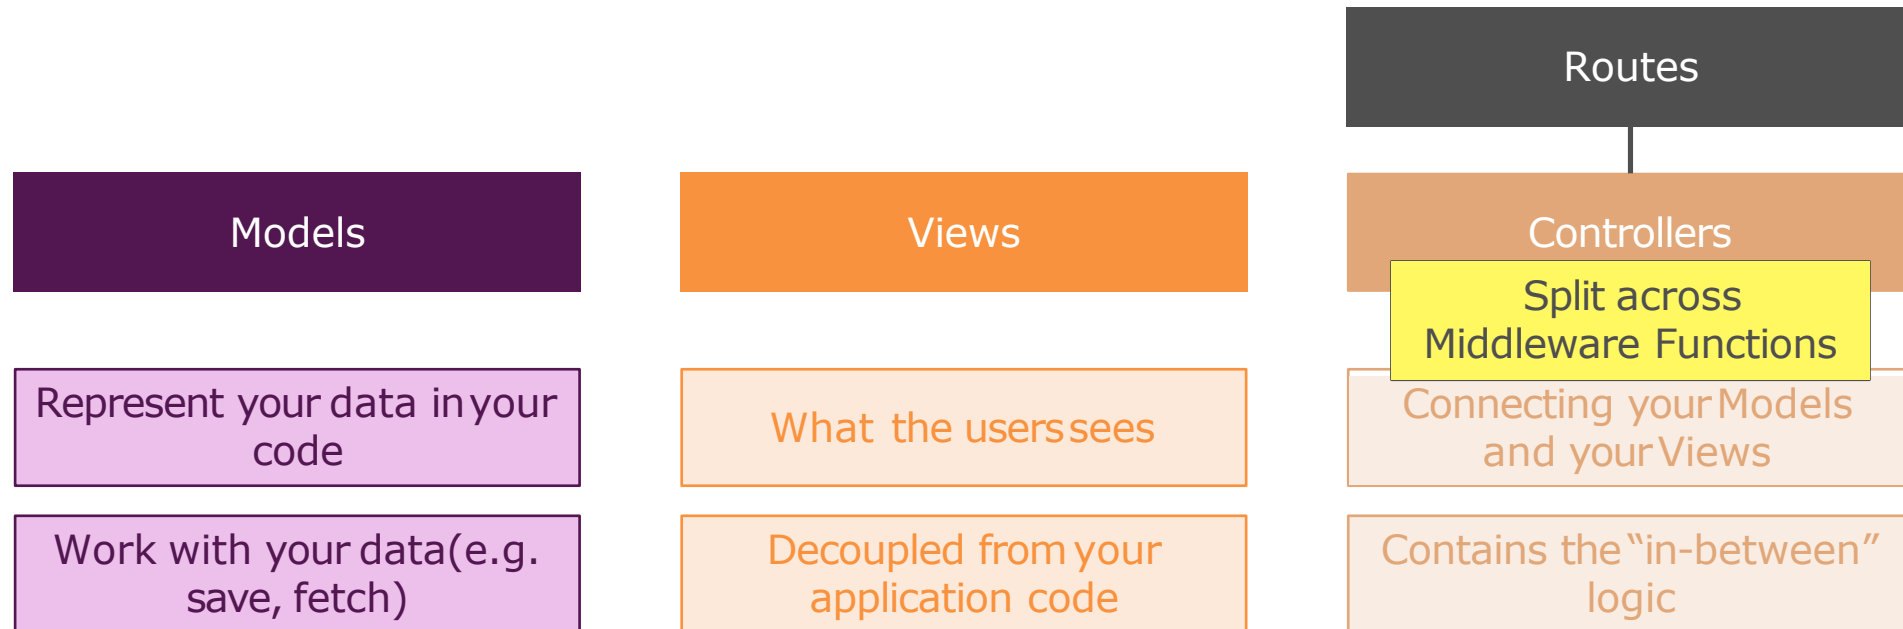 Routes
Models
Views
Controllers
Split across
Middleware Functions
Represent your data in your
code
What the users sees
Connecting your Models
and your Views
Work with your data(e.g.
save, fetch)
Decoupled from your
application code
Contains the “in-between”
logic